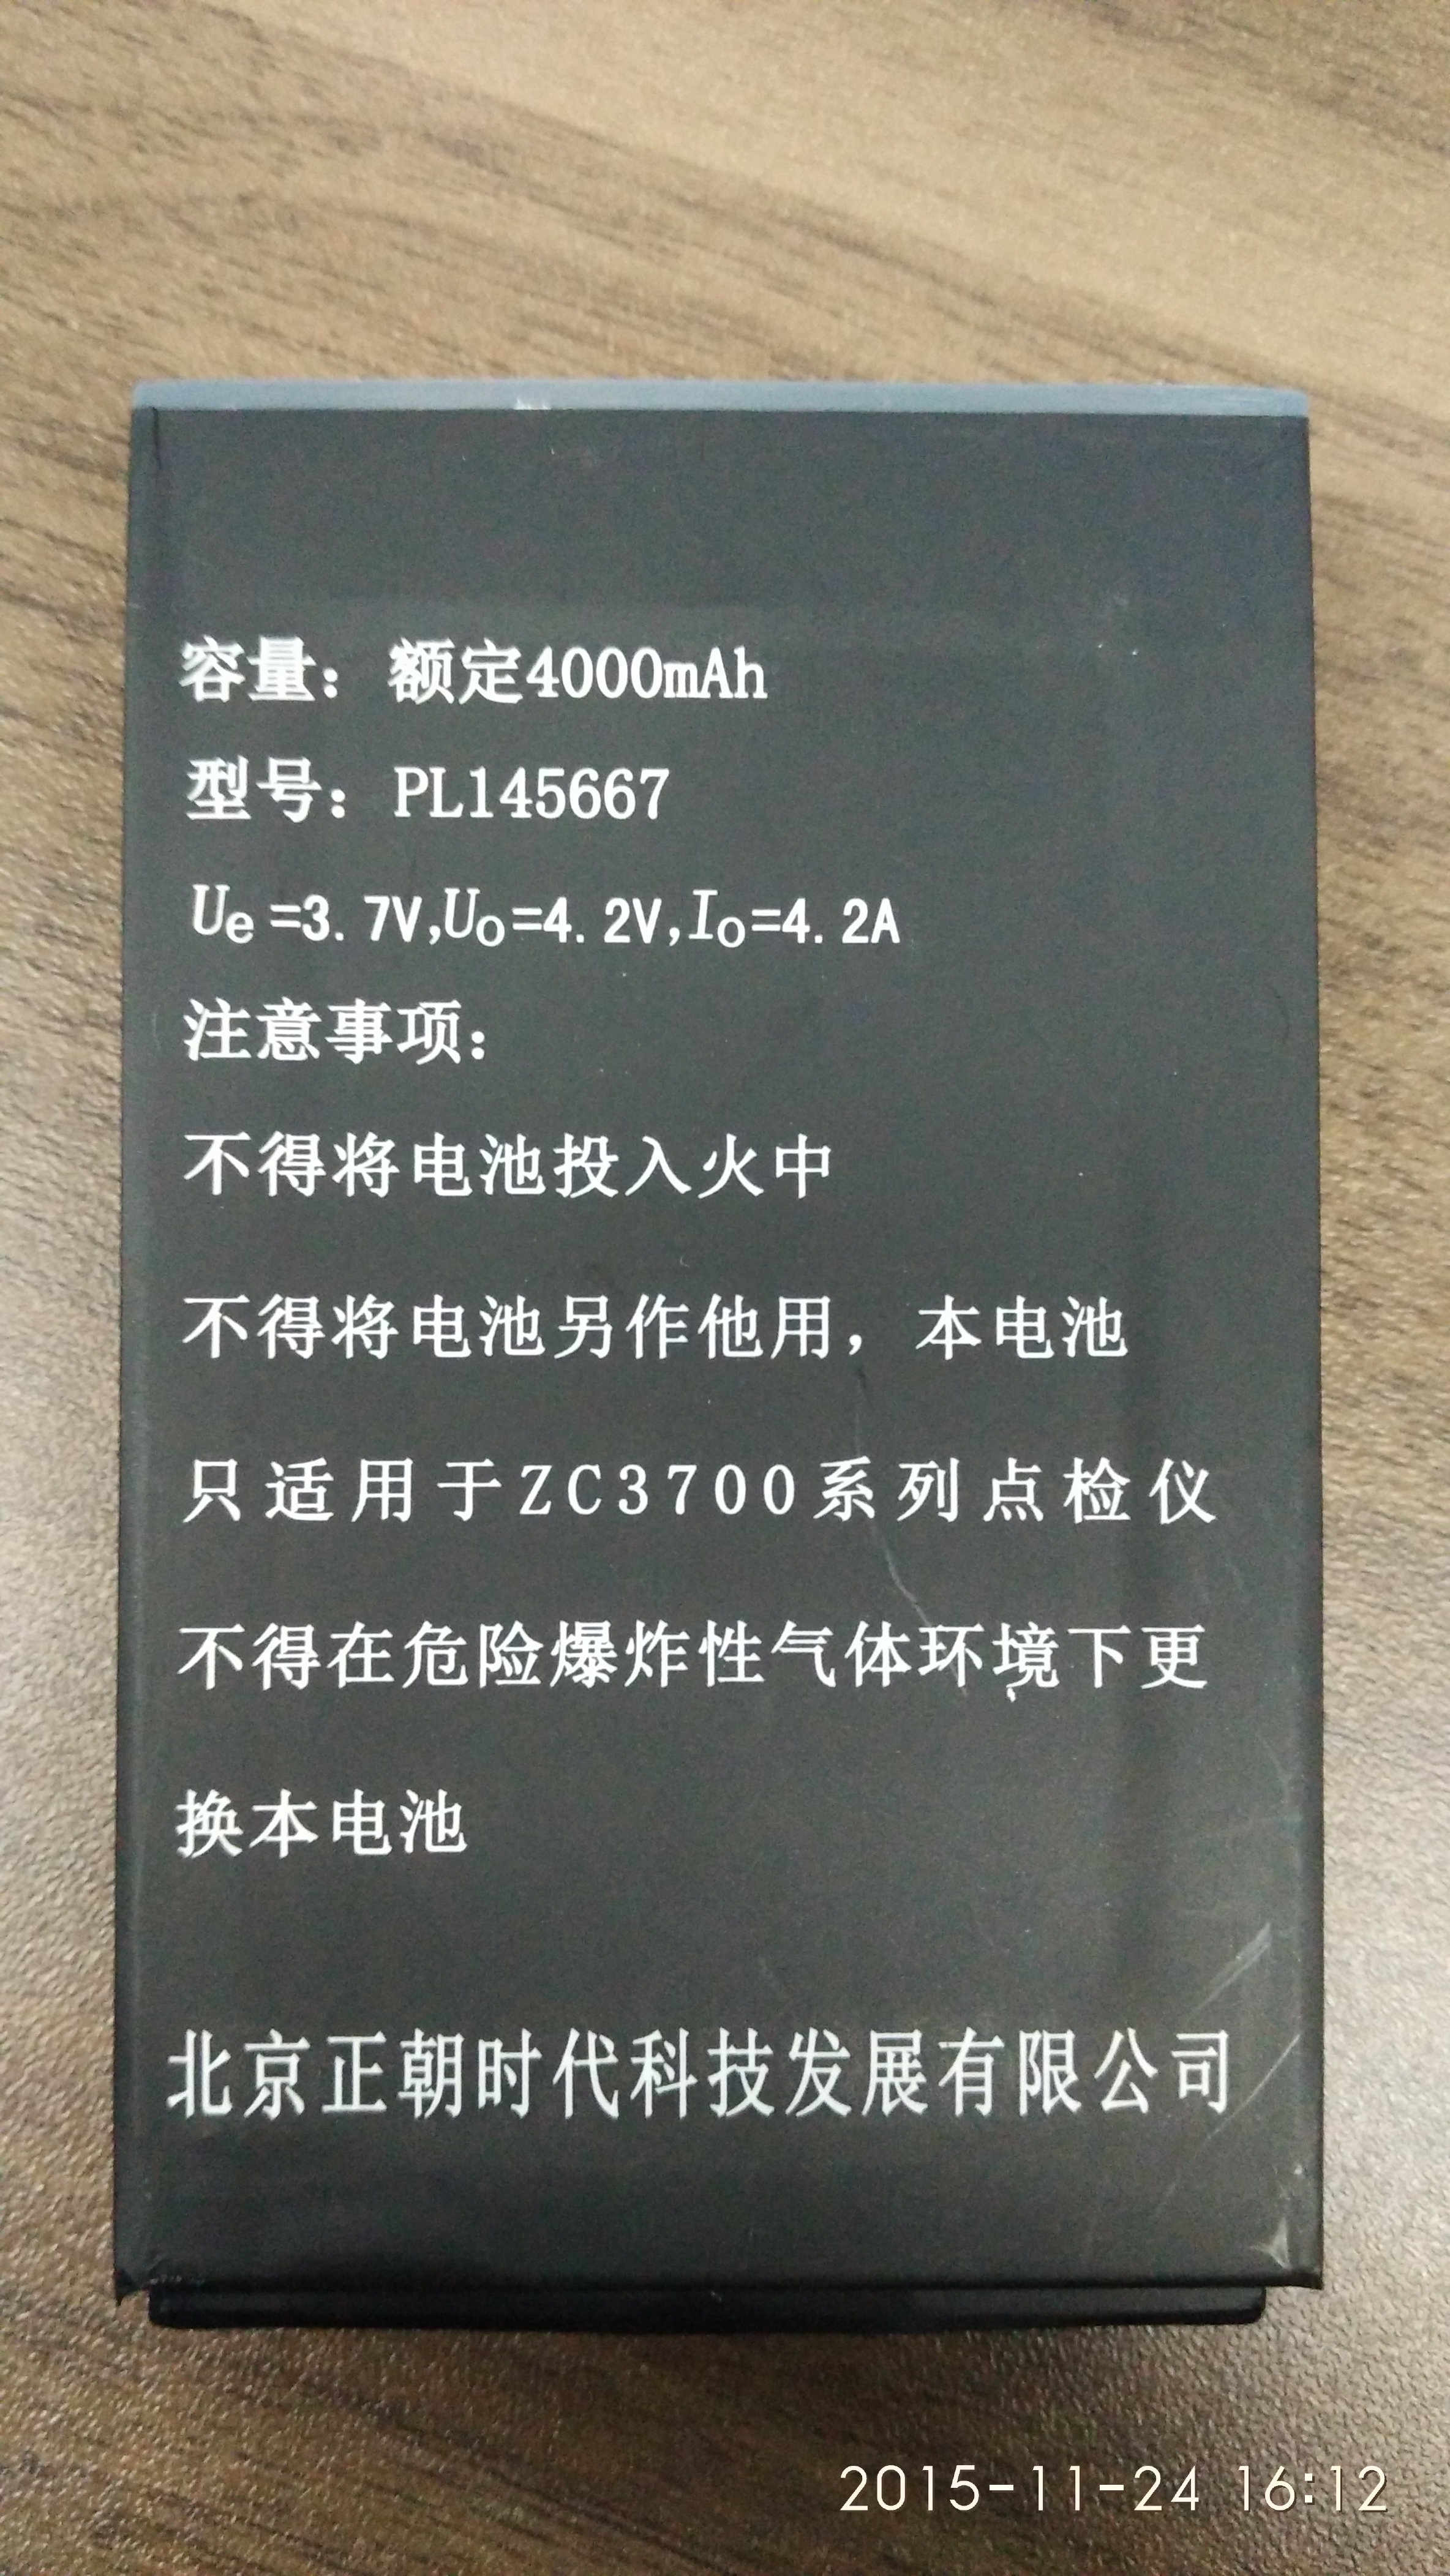 容量：额定4000mAh
型号：PL145667
Ue=3.7V,Uo=4.2V,Io=4.2A
注意事项：
不得将电池投入火中
不得将电池另作他用，本电池
只适用于ZC3700系列点检仪
不得在危险爆炸性气体环境下更
换本电池
北京正朝时代科技发展有限公司
2015-11-24 16:12